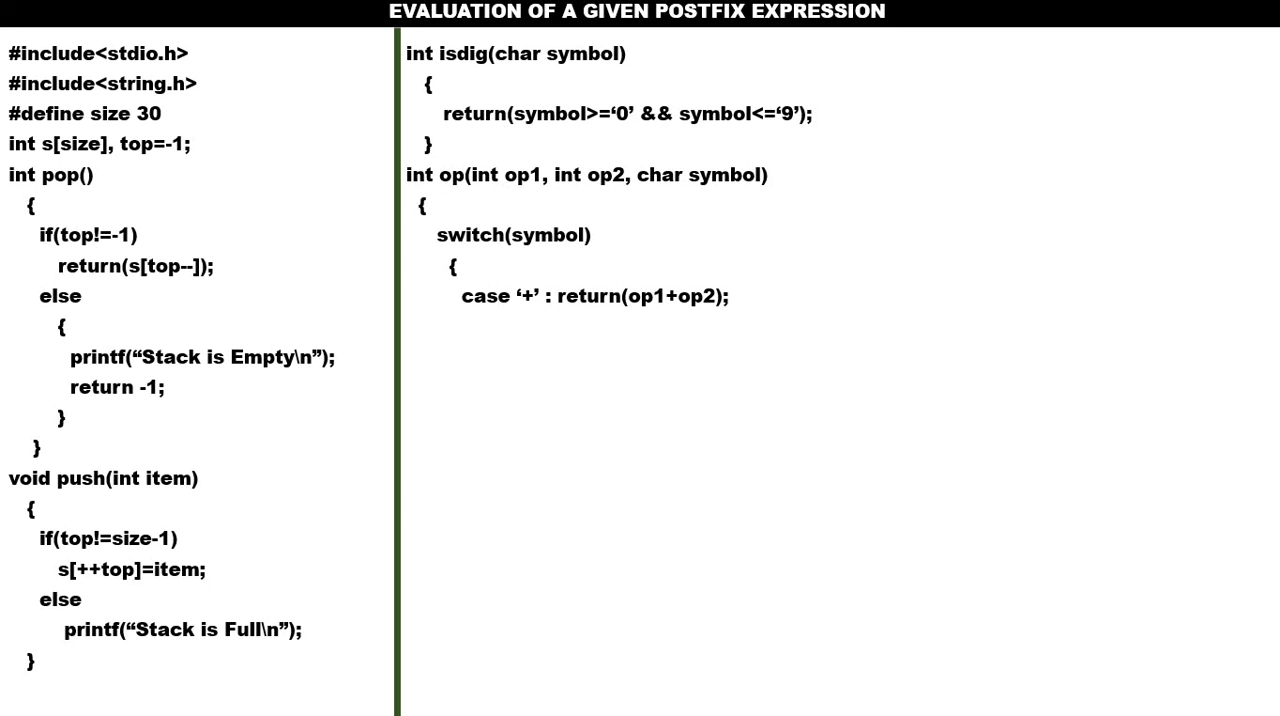 EVALUATION OF A GIVEN POSTFIX EXPRESSION
#include<stdio.h>
#include<string.h>
#define size 30
int s[size], top=-1;
int pop()
{
if(top!=-1)
return(s[top--]);
else
{
printf(“Stack is Empty\n”);
return -1;
}
}
void push(int item)
{
if(top!=size-1)
s[++top]=item;
else
printf(“Stack is Full\n”);
}
int isdig(char symbol)
{
return(symbol>=‘0’ && symbol<=‘9’);
}
int op(int op1, int op2, char symbol)
{
switch(symbol)
{
case ‘+’ : return(op1+op2);